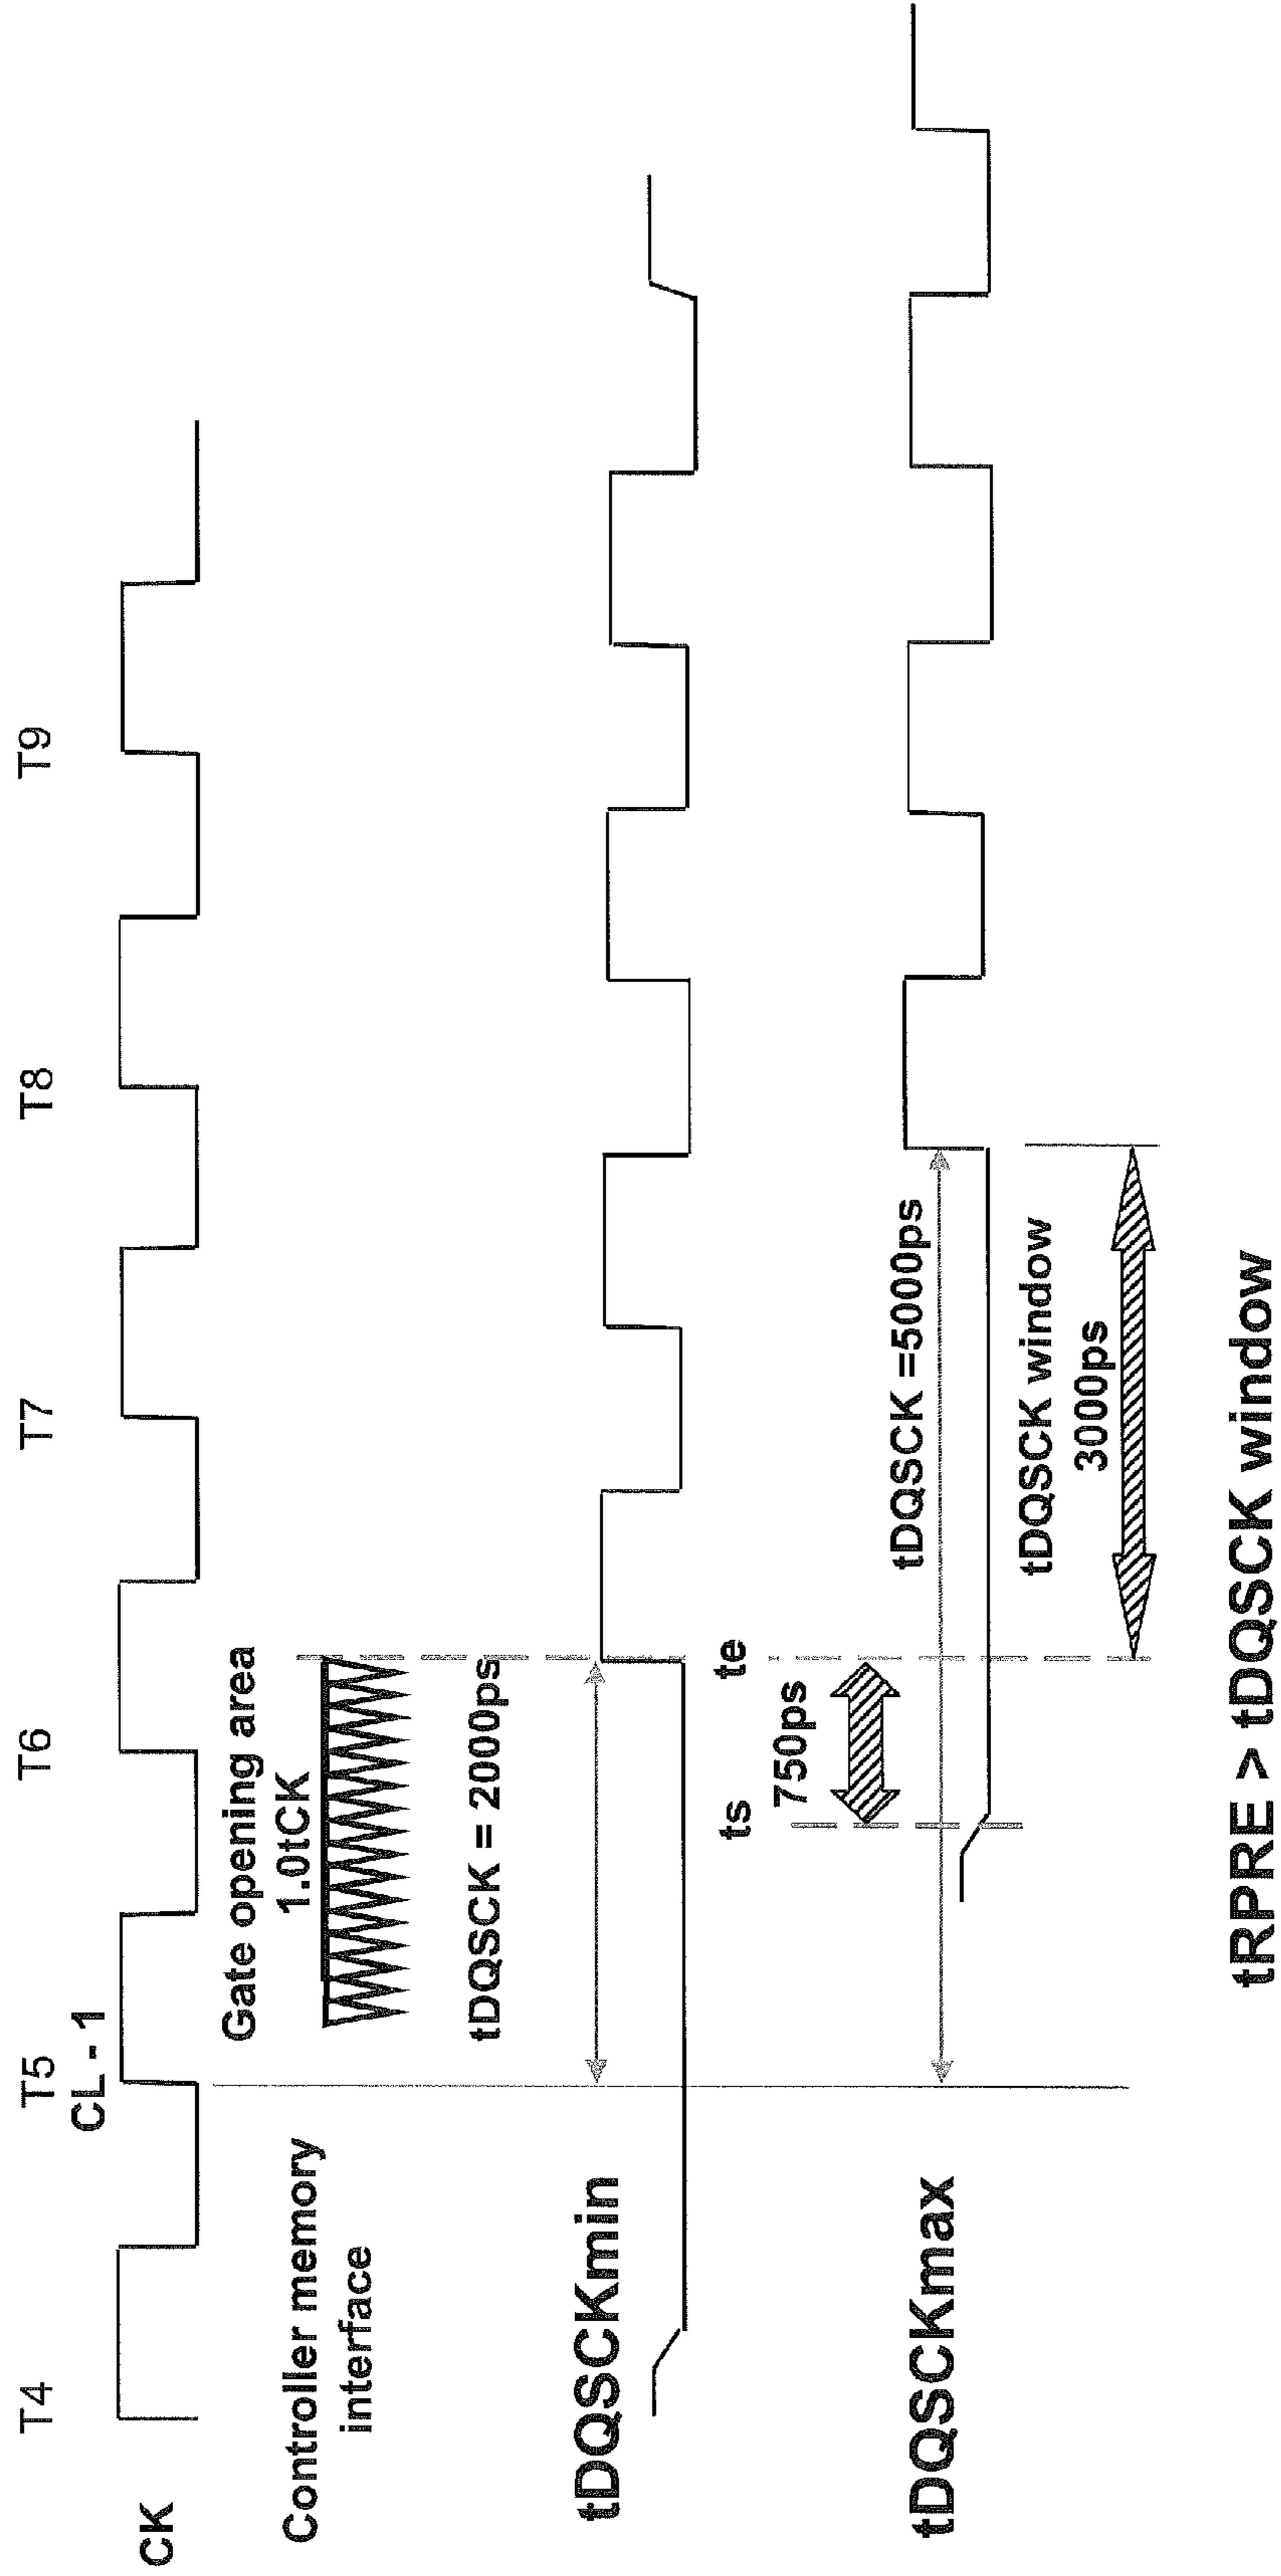 T4 T5 T6 T7 T8 T9
CL - 1
CK
Gate opening area
1.0tCK
Controller memory
interface
tDQSCK = 2000ps
tDQSCKmin
ts te
750ps
tDQSCK =5000ps
tDQSCKmax
tDQSCK window
3000ps
tRPRE > tDQSCK window